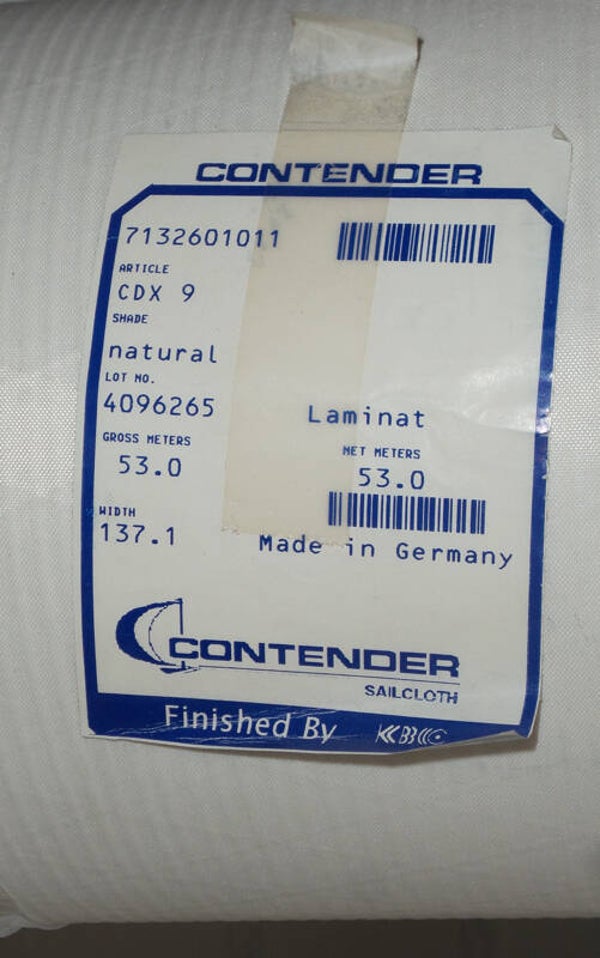 CONTENDER
7132601011
ARTICLE
CDX 9
SHADE
natural
LOT NO.
4096265
Laminat
GROSS METERS
NET METERS
53.0
53.0
WIDTH
137.1
Made in Germany
CONTENDER
SAILCLOTH
Finished By
KBC